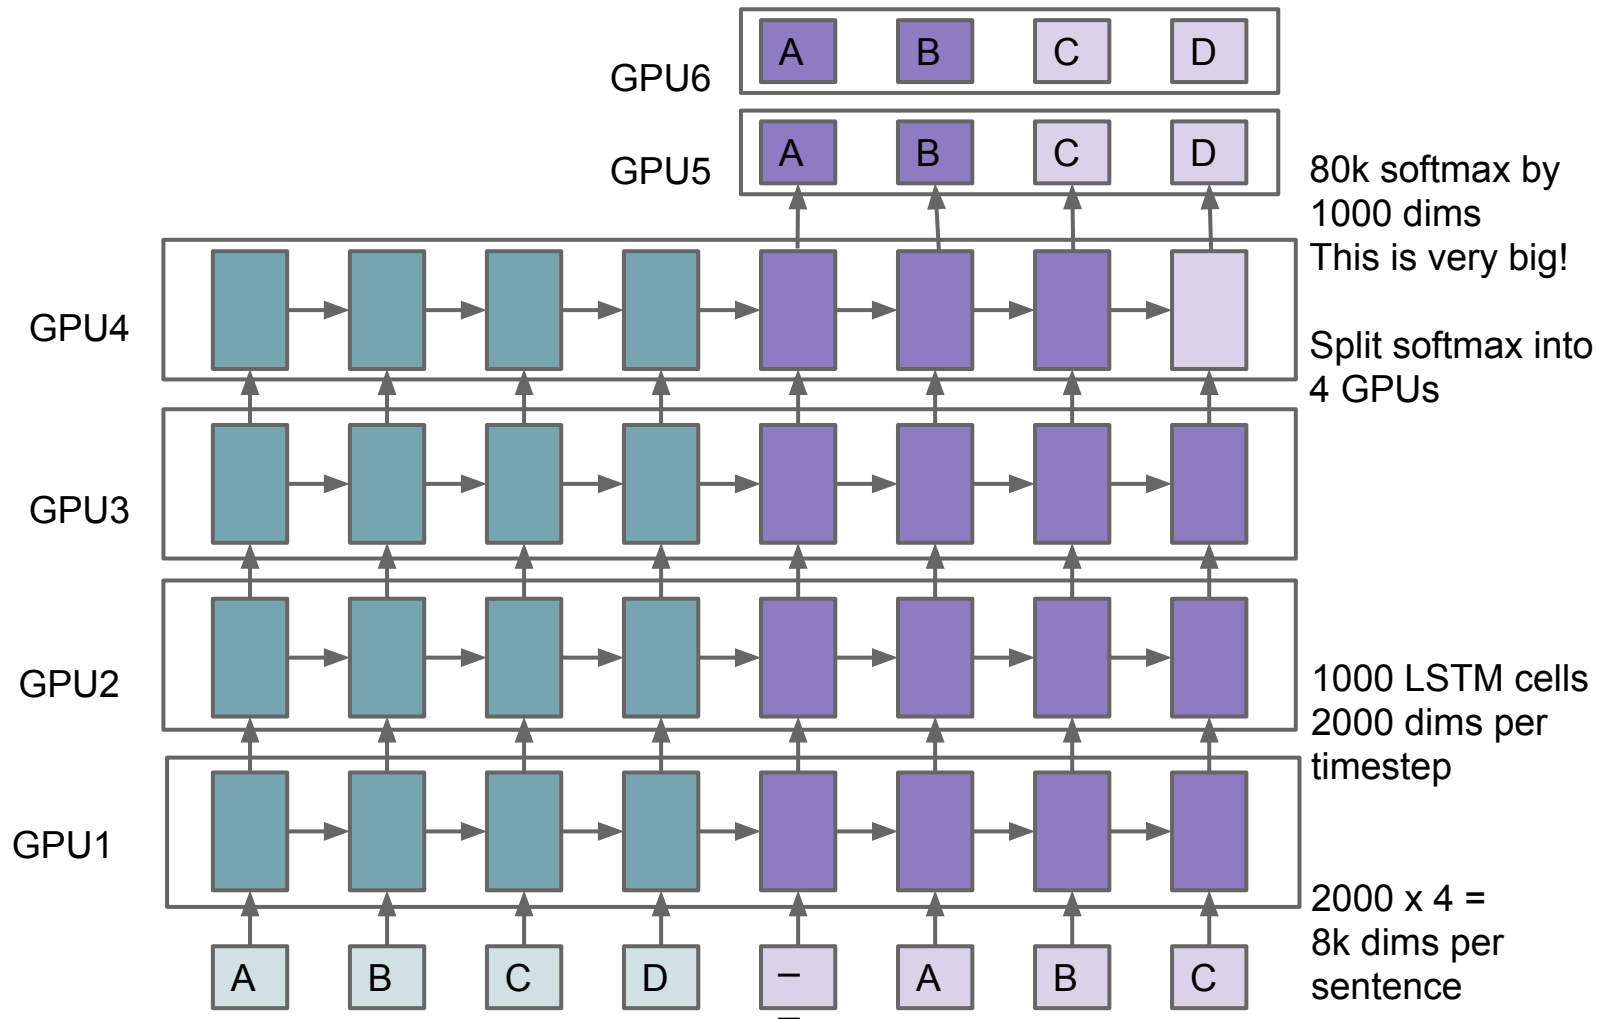 A B C D
GPU6
A B C D
GPU5
80k softmax by
1000 dims
This is very big!
GPU4
Split softmax into
4 GPUs
GPU3
GPU2
1000 LSTM cells
2000 dims per
timestep
GPU1
2000 x 4 =
8k dims per
sentence
A B C D _ A B C